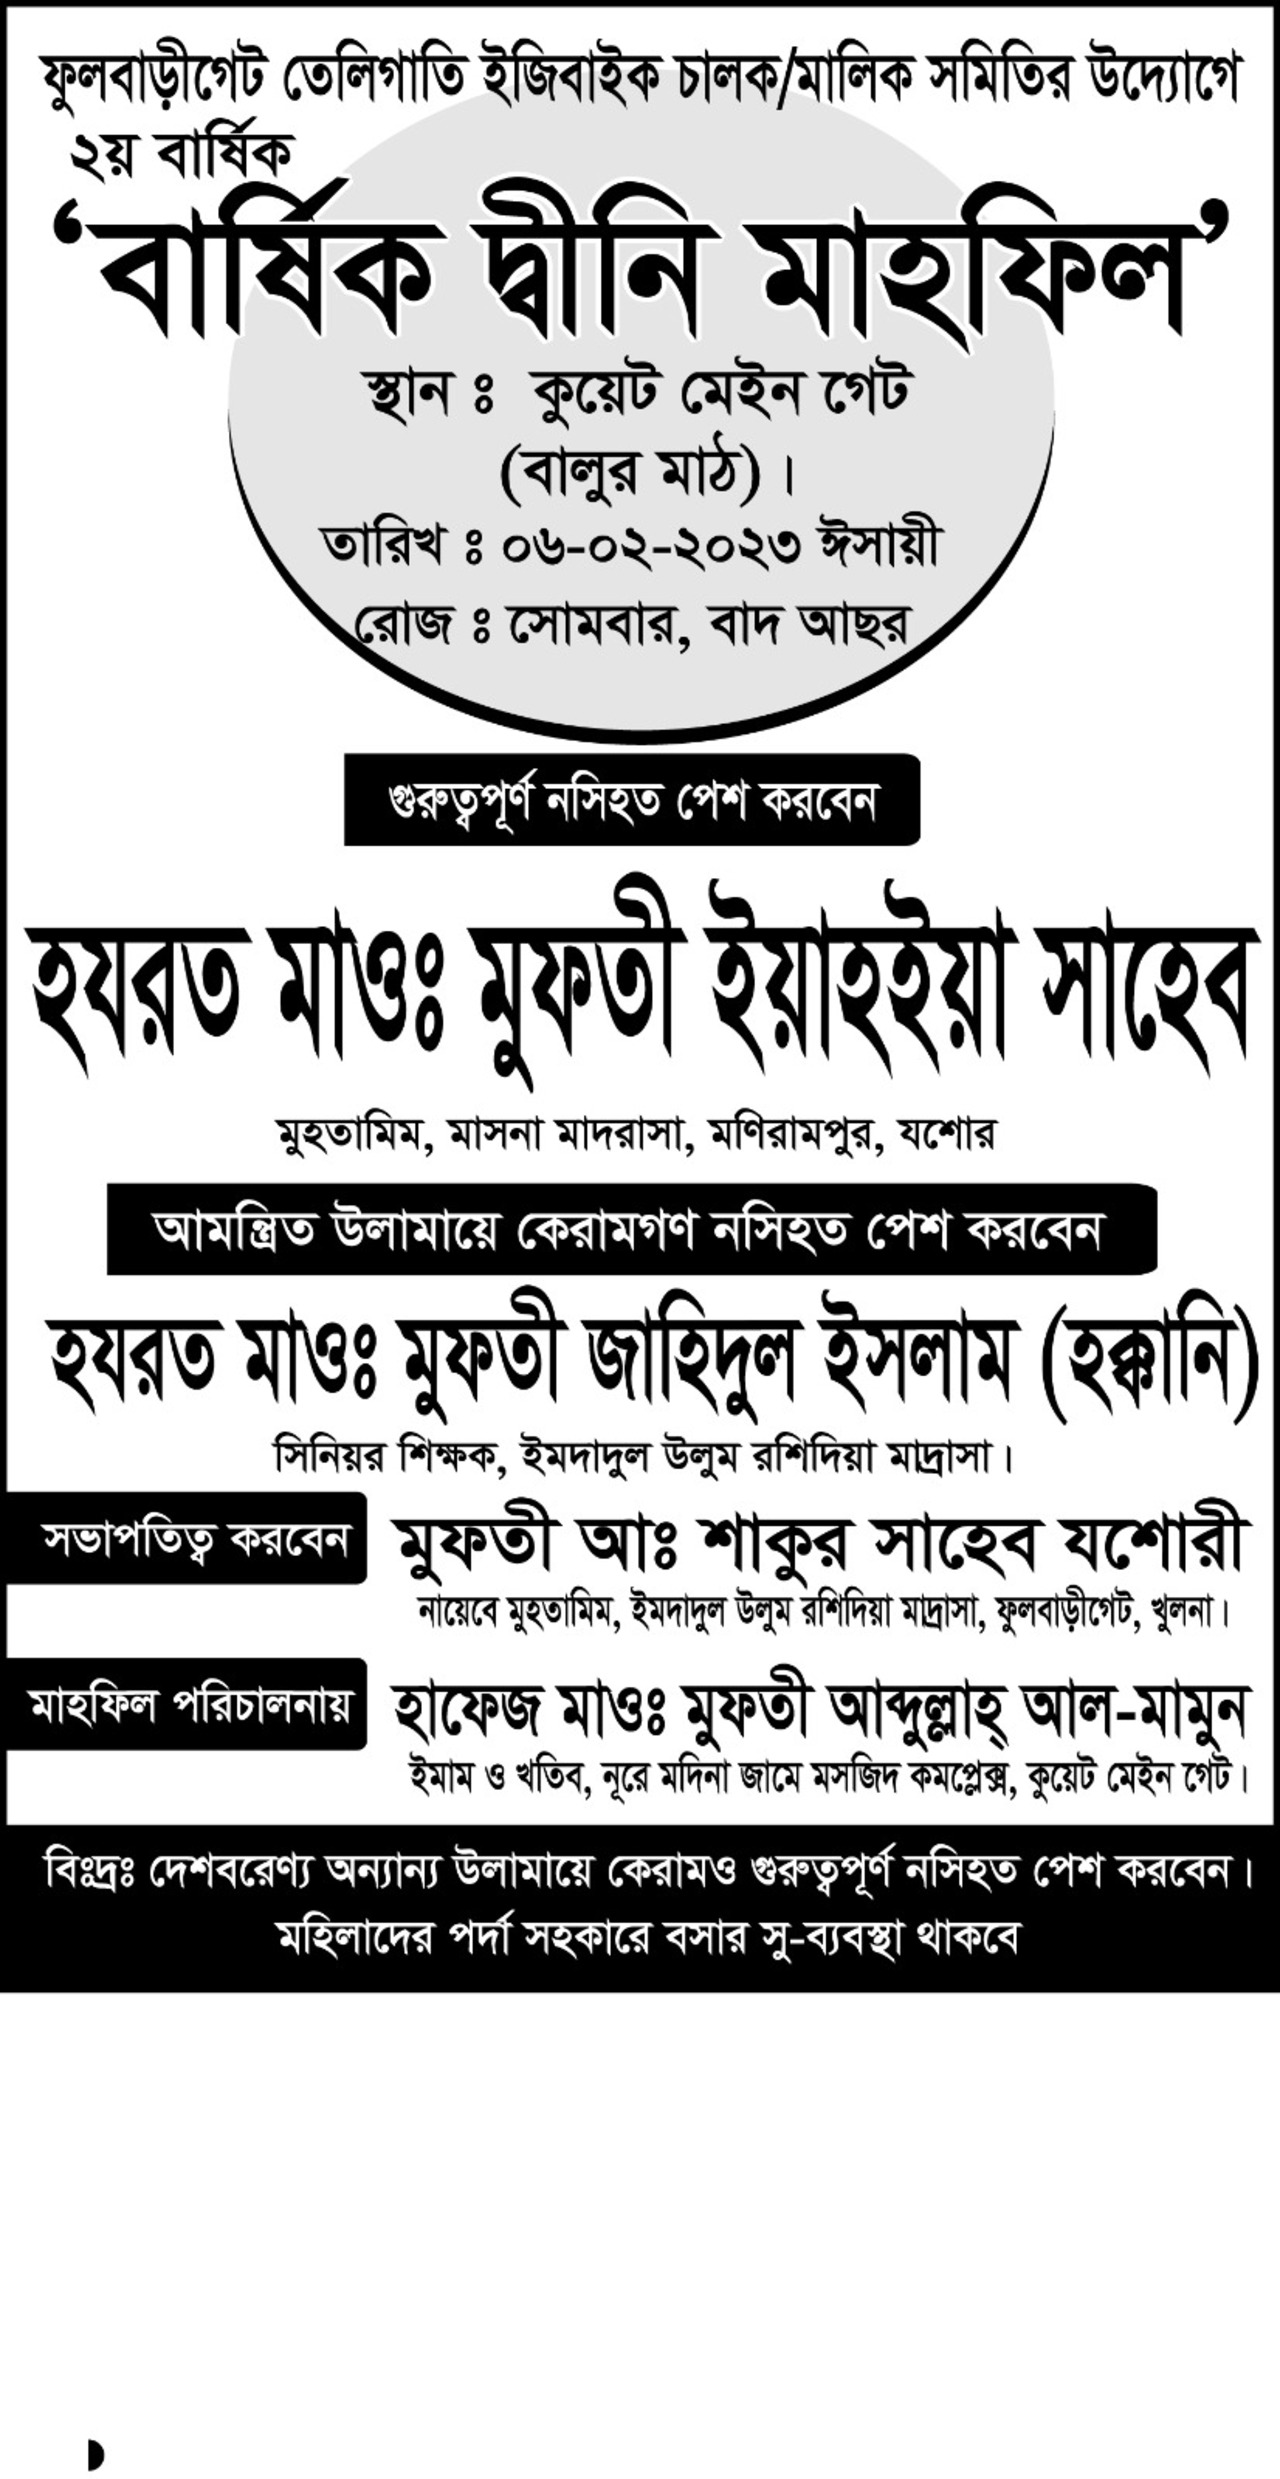 ফুলবাড়ীগেট তেলিগাতি ইজিবাইক চালক/মালিক সমিতির উদ্যোগে
২য় বার্ষিক
‘বার্ষিক দ্বীনি মাহফিল’
স্থান ঃ কুয়েট মেইন গেট
(বালুর মাঠ)।
তারিখ ঃ ০৬-০২-২০২৩ ঈসায়ী
রোজ ঃ সোমবার, বাদ আছর
গুরুত্বপূর্ণ নসিহত পেশ করবেন
হযরত মাওঃ মুফতী ইয়াহইয়া সাহেব
মুহতামিম, মাসনা মাদরাসা, মণিরামপুর, যশোর
আমন্ত্রিত উলামায়ে কেরামগণ নসিহত পেশ করবেন
হযরত মাওঃ মুফতী জাহিদুল ইসলাম (হক্কানি)
সিনিয়র শিক্ষক, ইমদাদুল উলুম রশিদিয়া মাদ্রাসা।
সভাপতিত্ব করবেন মুফতী আঃ শাকুর সাহেব যশোরী
নায়েবে মুহতামিম, ইমদাদুল উলুম রশিদিয়া মাদ্রাসা, ফুলবাড়ীগেট, খুলনা।
মাহফিল পরিচালনায় হাফেজ মাওঃ মুফতী আব্দুল্লাহ্ আল-মামুন
ইমাম ও খতিব, নূরে মদিনা জামে মসজিদ কমপ্লেক্স, কুয়েট মেইন গেট।
বিঃদ্রঃ দেশবরেণ্য অন্যান্য উলামায়ে কেরামও গুরুত্বপূর্ণ নসিহত পেশ করবেন।
মহিলাদের পর্দা সহকারে বসার সু-ব্যবস্থা থাকবে